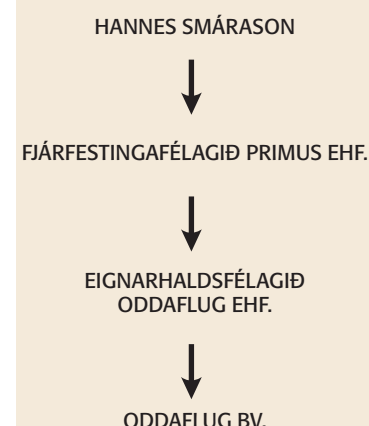 HANNES SMÁRASON
FJÁRFESTINGAFÉLAGIÐ PRIMUS EHF.
EIGNARHALDSFÉLAGIÐ
ODDAFLUG EHF.
ODDAFLUG BV.